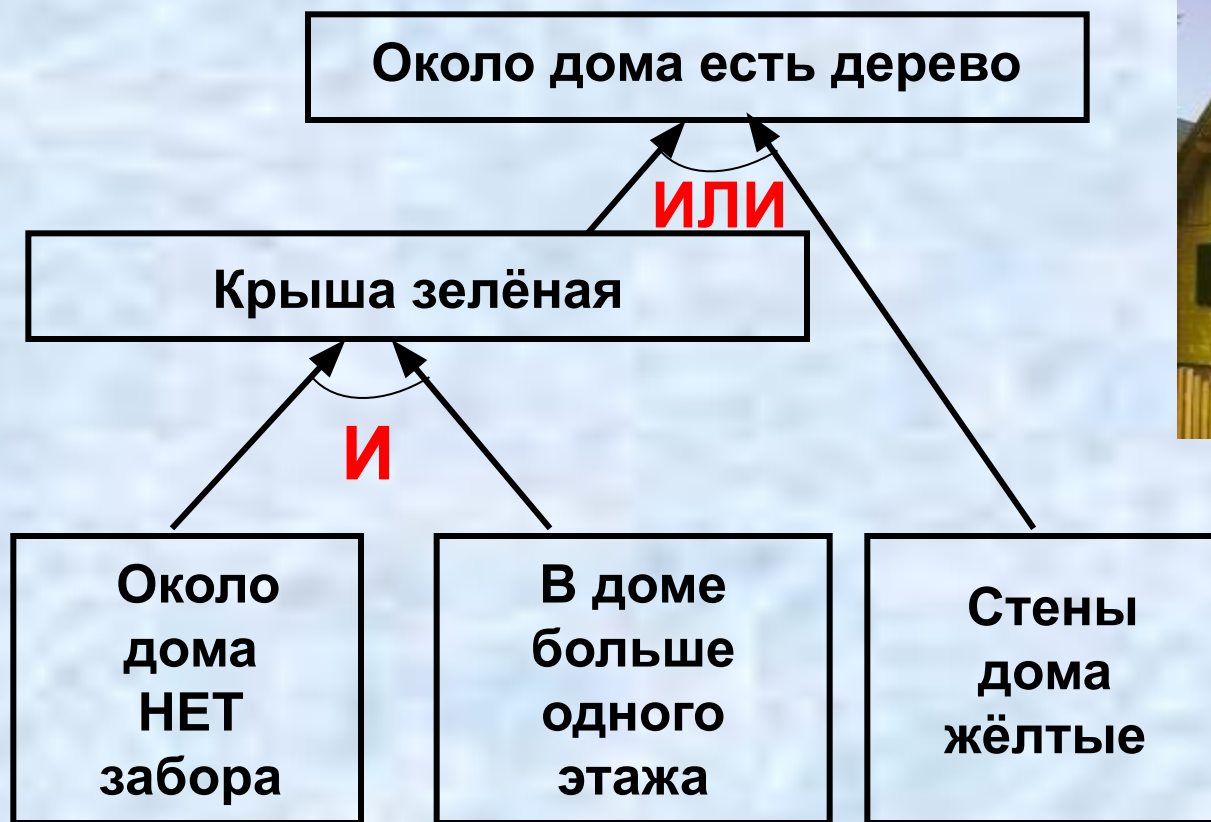 Около дома есть дерево
ИЛИ
Крыша зелёная
И
Около
дома
НЕТ
забора
В доме
больше
одного
этажа
Стены
дома
жёлтые